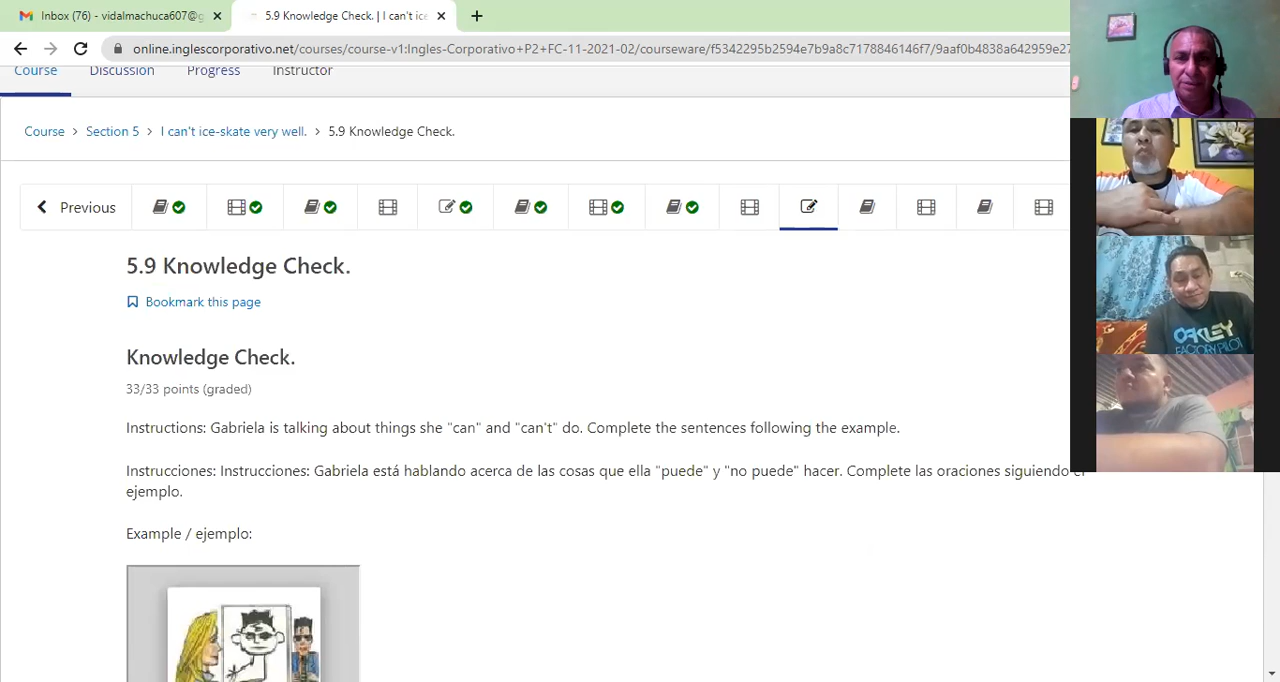 Inbox (76) - vidalmachuca607@g
5.9 Knowledge Check. | I can't ice
online.inglescorporativo.net/courses/course-v1:Ingles-Corporativo+P2+FC-11-2021-02/courseware/f5342295b2594e7b9a8c7178846146f7/9aaf0b4838a642959e27
Course Discussion Progress Instructor
Course > Section 5 > I can't ice-skate very well. > 5.9 Knowledge Check.
Previous
5.9 Knowledge Check.
Bookmark this page
Knowledge Check.
33/33 points (graded)
Instructions: Gabriela is talking about things she "can" and "can't" do. Complete the sentences following the example.
Instrucciones: Instrucciones: Gabriela está hablando acerca de las cosas que ella "puede" y "no puede" hacer. Complete las oraciones siguiendo el
ejemplo.
Example / ejemplo:
OAKLEY
FACTORY PILOT